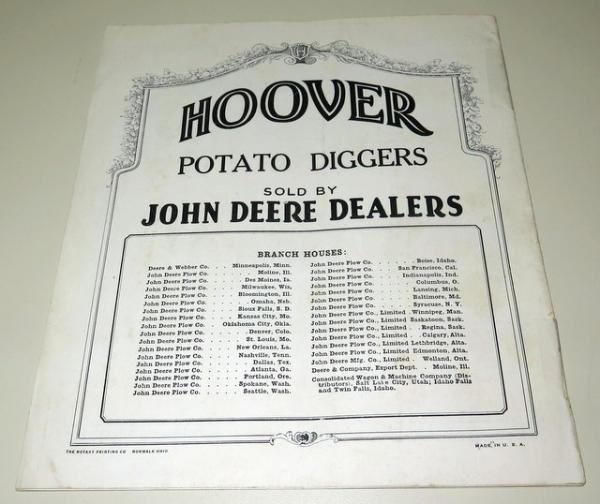 HOOVER
POTATO DIGGERS
SOLD BY
JOHN DEERE DEALERS
BRANCH HOUSES:
Deere & Webber Co. . . . Minneapolis, Minn.
John Deere Plow Co. . . . . Moline, Ill.
John Deere Plow Co. . . . Des Moines, Ia.
John Deere Plow Co. . . . Milwaukee, Wis.
John Deere Plow Co. . . . Bloomington, Ill.
John Deere Plow Co. . . . . Omaha, Neb.
John Deere Plow Co. . . . Sioux Falls, S. D.
John Deere Plow Co. . . . Kansas City, Mo.
John Deere Plow Co. . . Oklahoma City, Okla.
John Deere Plow Co. . . . . Denver, Colo.
John Deere Plow Co. . . . . St. Louis, Mo.
John Deere Plow Co. . . . New Orleans, La.
John Deere Plow Co. . . . Nashville, Tenn.
John Deere Plow Co. . . . . Dallas, Tex.
John Deere Plow Co. . . . . Atlanta, Ga.
John Deere Plow Co. . . . Portland, Ore.
John Deere Plow Co. . . . Spokane, Wash.
John Deere Plow Co. . . . Seattle, Wash.
John Deere Plow Co. . . . . . . Boise, Idaho.
John Deere Plow Co. . . . San Francisco, Cal.
John Deere Plow Co. . . . . Indianapolis, Ind.
John Deere Plow Co. . . . . . Columbus, O.
John Deere Plow Co. . . . . . Lansing, Mich.
John Deere Plow Co. . . . . . Baltimore, Md.
John Deere Plow Co. . . . . . Syracuse, N. Y.
John Deere Plow Co., Limited . Winnipeg, Man.
John Deere Plow Co., Limited Saskatoon, Sask.
John Deere Plow Co., Limited . . Regina, Sask.
John Deere Plow Co., Limited . . Calgary, Alta.
John Deere Plow Co., Limited Lethbridge, Alta.
John Deere Plow Co., Limited Edmonton, Alta.
John Deere Mfg. Co., Limited . Welland, Ont.
Deere & Company, Export Dept. . Moline, Ill.
Consolidated Wagon & Machine Company (Dis-
tributors), Salt Lake City, Utah; Idaho Falls
and Twin Falls, Idaho.
THE ROTARY PRINTING CO NORWALK OHIO
MADE IN U. S. A.